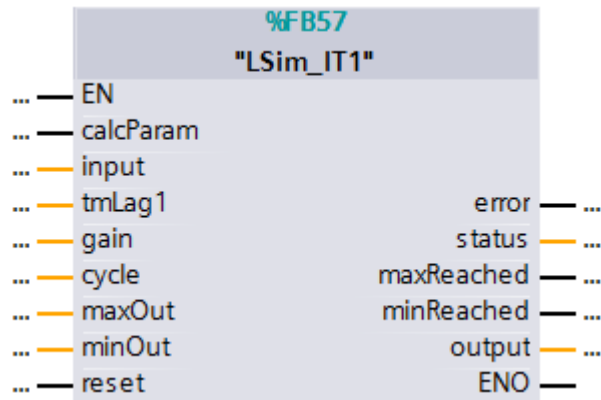 %FB57
"LSim_IT1"
... EN
... calcParam
... input
... tmLag1 error ...
... gain status ...
... cycle maxReached ...
... maxOut minReached ...
... minOut output ...
... reset ENO